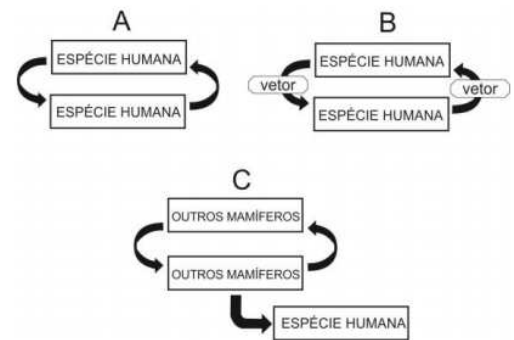 A
ESPÉCIE HUMANA
ESPÉCIE HUMANA
B
ESPÉCIE HUMANA
vetor
vetor
ESPÉCIE HUMANA
C
OUTROS MAMÍFEROS
OUTROS MAMÍFEROS
ESPÉCIE HUMANA